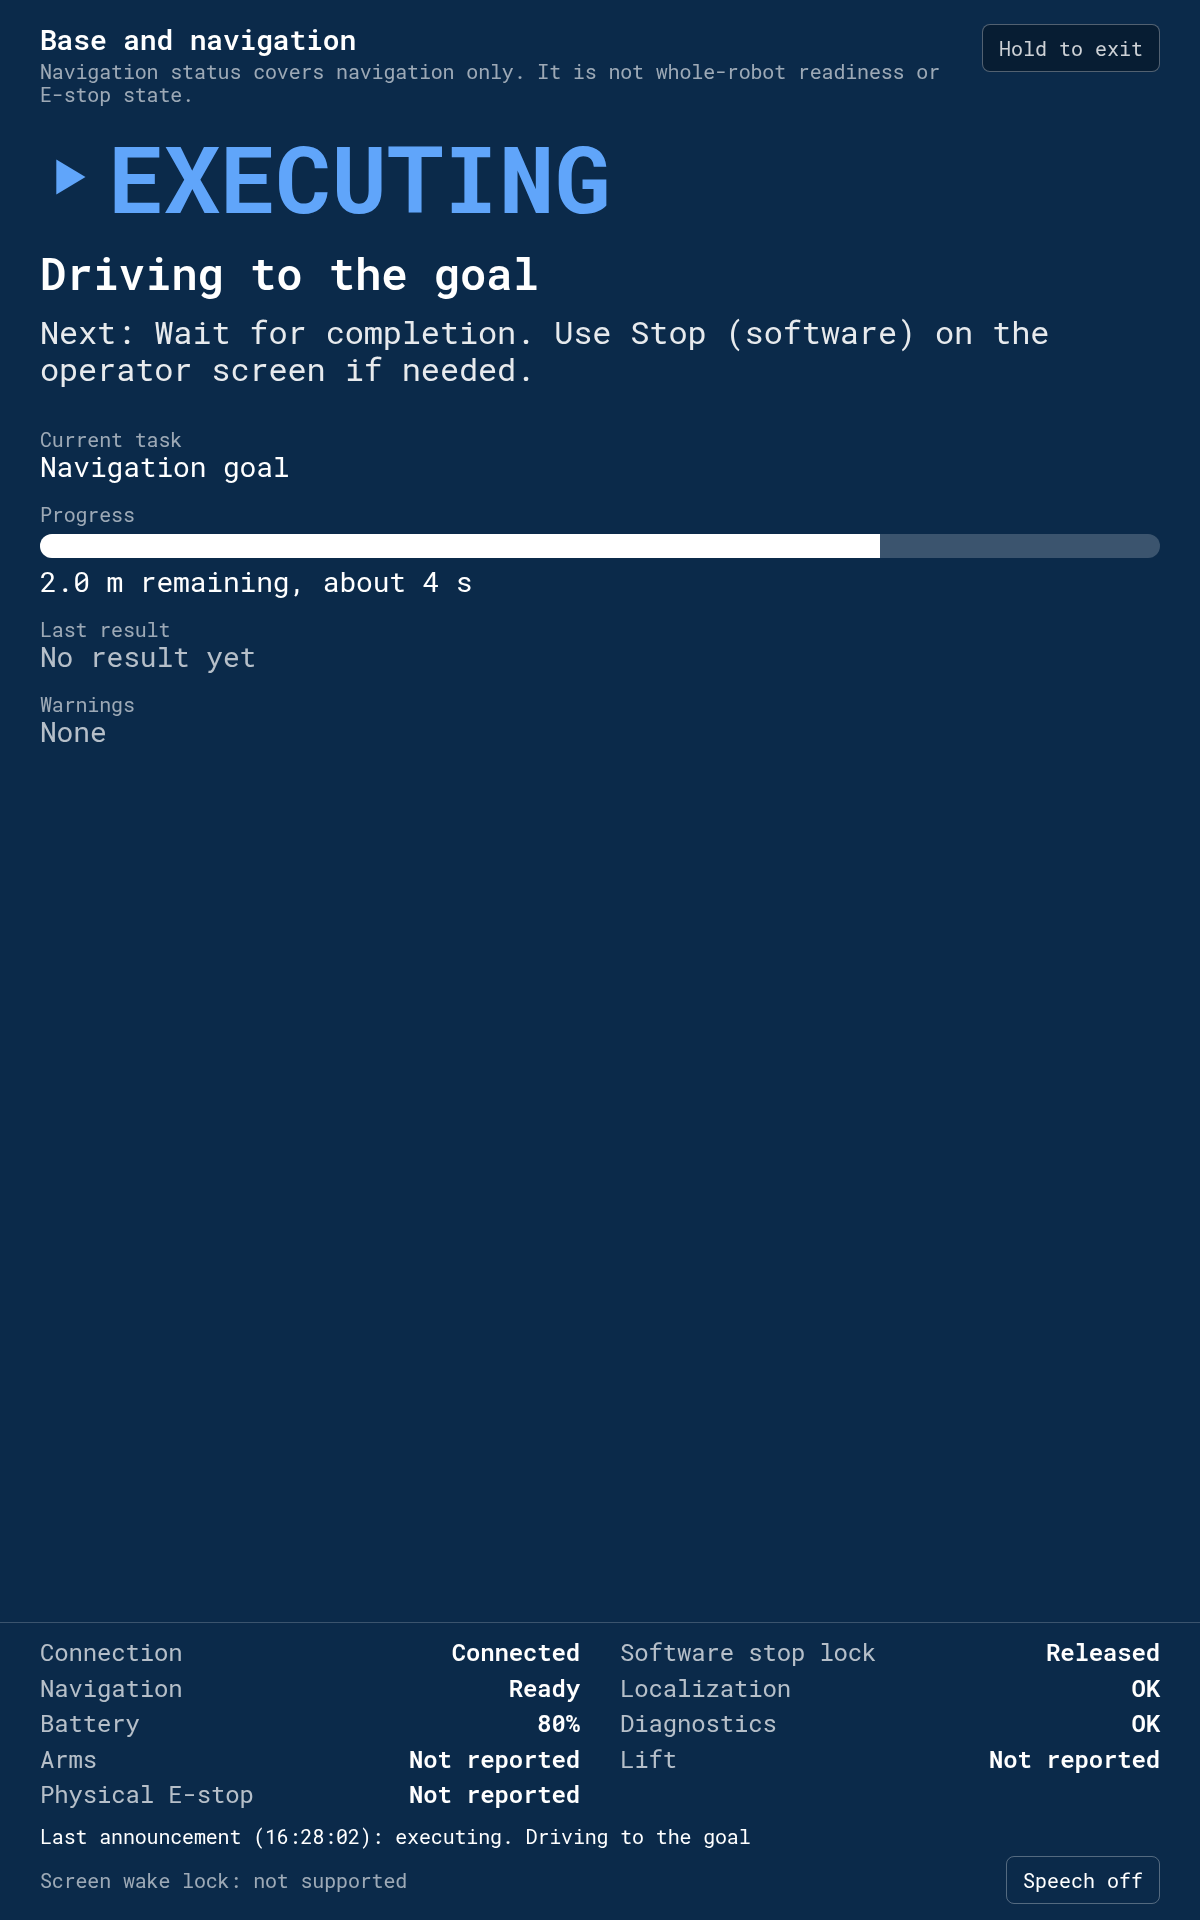 Base and navigation
Hold to exit
Navigation status covers navigation only. It is not whole-robot readiness or
E-stop state.
EXECUTING
Driving to the goal
Next: Wait for completion. Use Stop (software) on the
operator screen if needed.
Current task
Navigation goal
Progress
2.0 m remaining, about 4 s
Last result
No result yet
Warnings
None
Connection Connected
Software stop lock Released
Navigation Ready
Localization OK
Battery 80%
Diagnostics OK
Arms Not reported
Lift Not reported
Physical E-stop Not reported
Last announcement (16:28:02): executing. Driving to the goal
Screen wake lock: not supported
Speech off